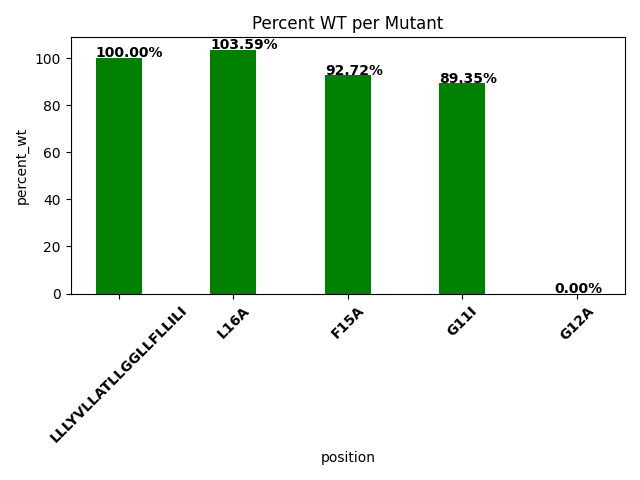 Percent WT per Mutant
percent_wt
100
80
60
40
20
0
100.00%
103.59%
92.72%
89.35%
0.00%
LLLYVLLATLLGGLLFLLILI
L16A
F15A
G11I
G12A
position